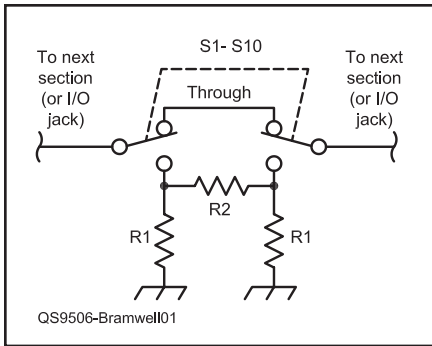 S1- S10
To next
section
(or I/O
jack)
Through
To next
section
(or I/O
jack)
R2
R1
R1
QS9506-Bramwell01